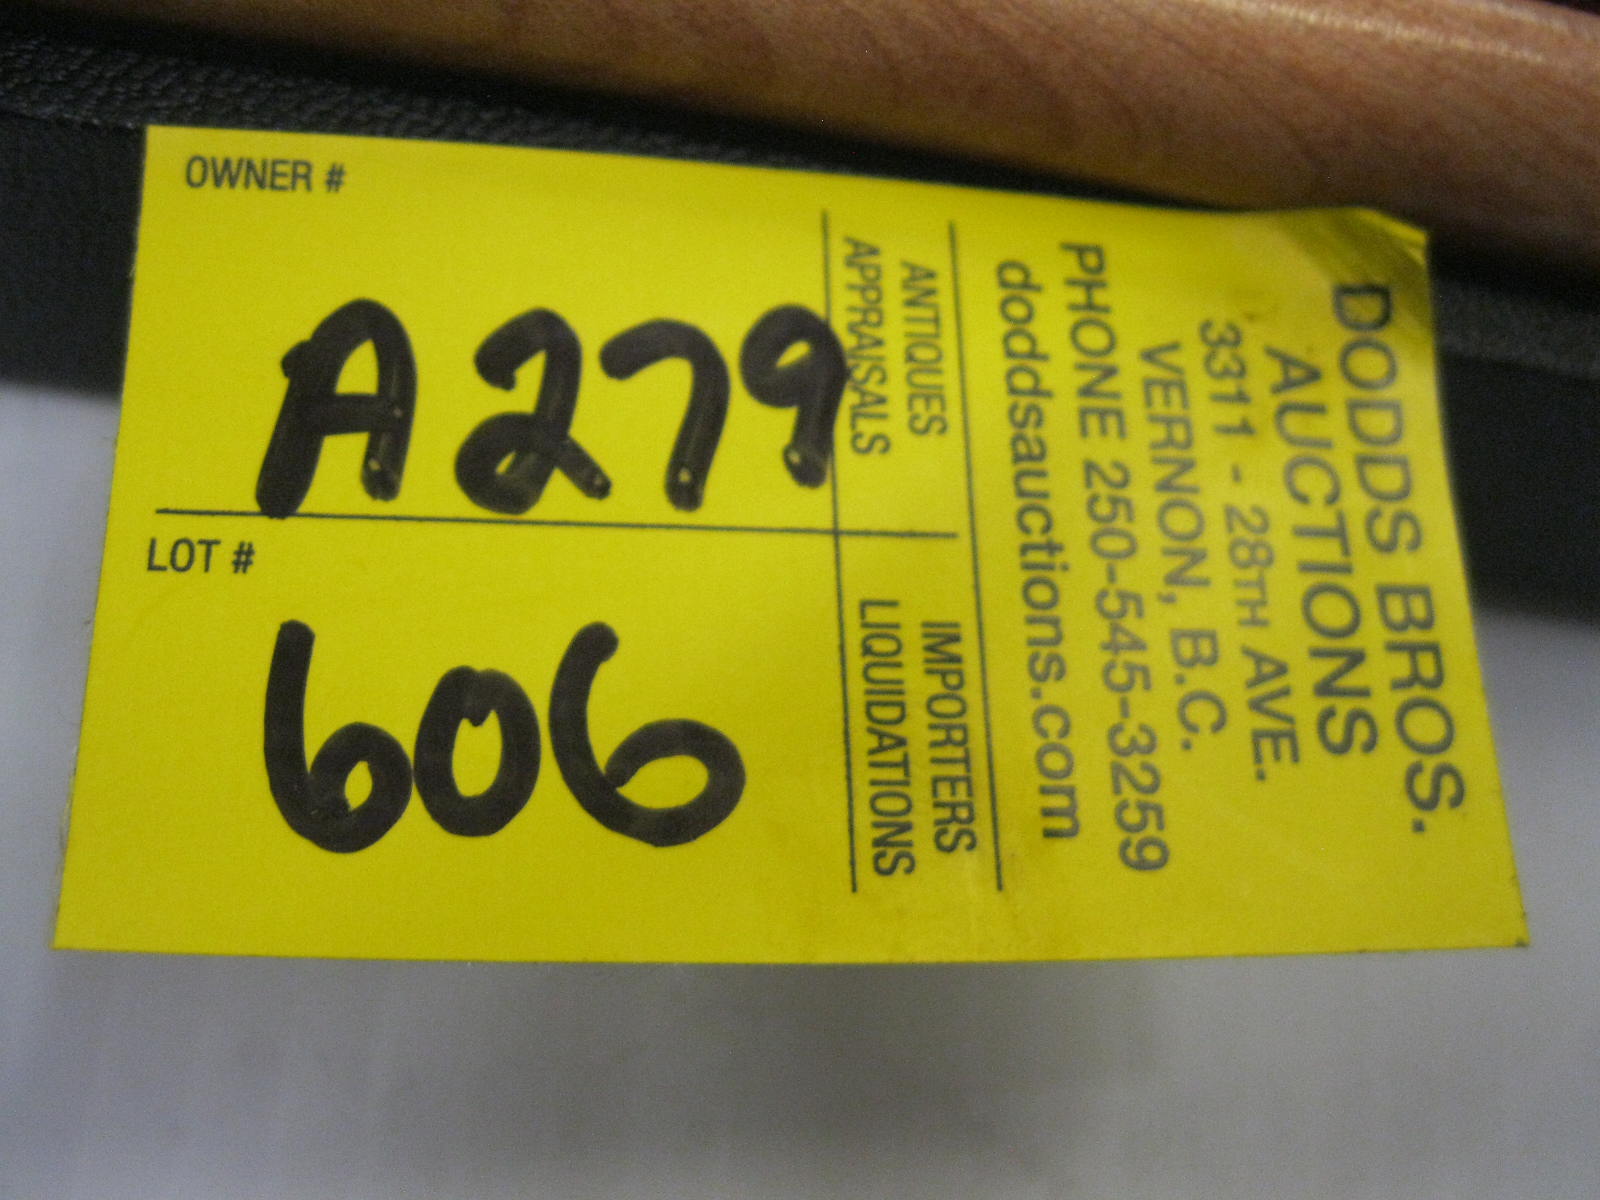 OWNER #
A279
LOT #
606
DODDS BROS.
AUCTIONS
3311 - 28TH AVE.
VERNON, B.C.
PHONE 250-545-3259
doddsauctions.com
ANTIQUES
APPRAISALS
IMPORTERS
LIQUIDATIONS